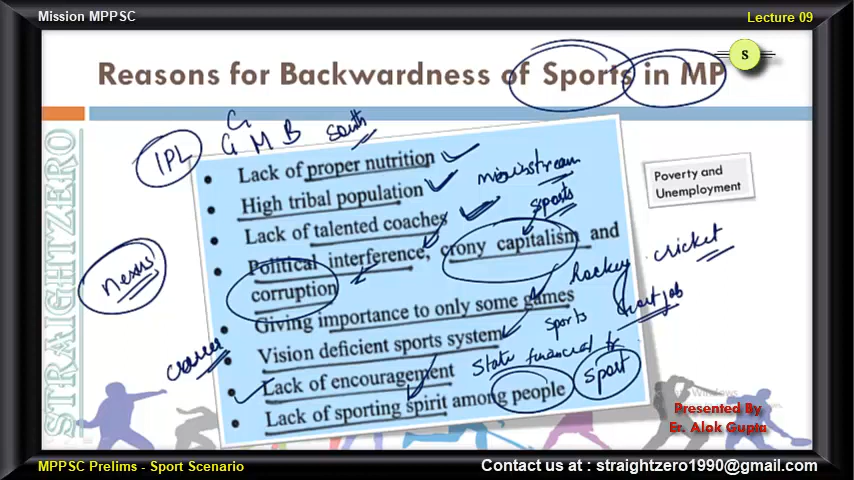 Mission MPPSC
Lecture 09
Reasons for Backwardness of Sports in MP
S
IPL
G M B South
• Lack of proper nutrition
• High tribal population
• Lack of talented coaches
• Political interference, crony capitalism and
corruption
• Giving importance to only some games
• Vision deficient sports system
• Lack of encouragement
• Lack of sporting spirit among people
Poverty and
Unemployment
sports
nexus
cricket
hockey
sports
career
State financial
sport
STRAIGHTZERO
Windows
Presented By
Er. Alok Gupta
MPPSC Prelims - Sport Scenario
Contact us at : straightzero1990@gmail.com